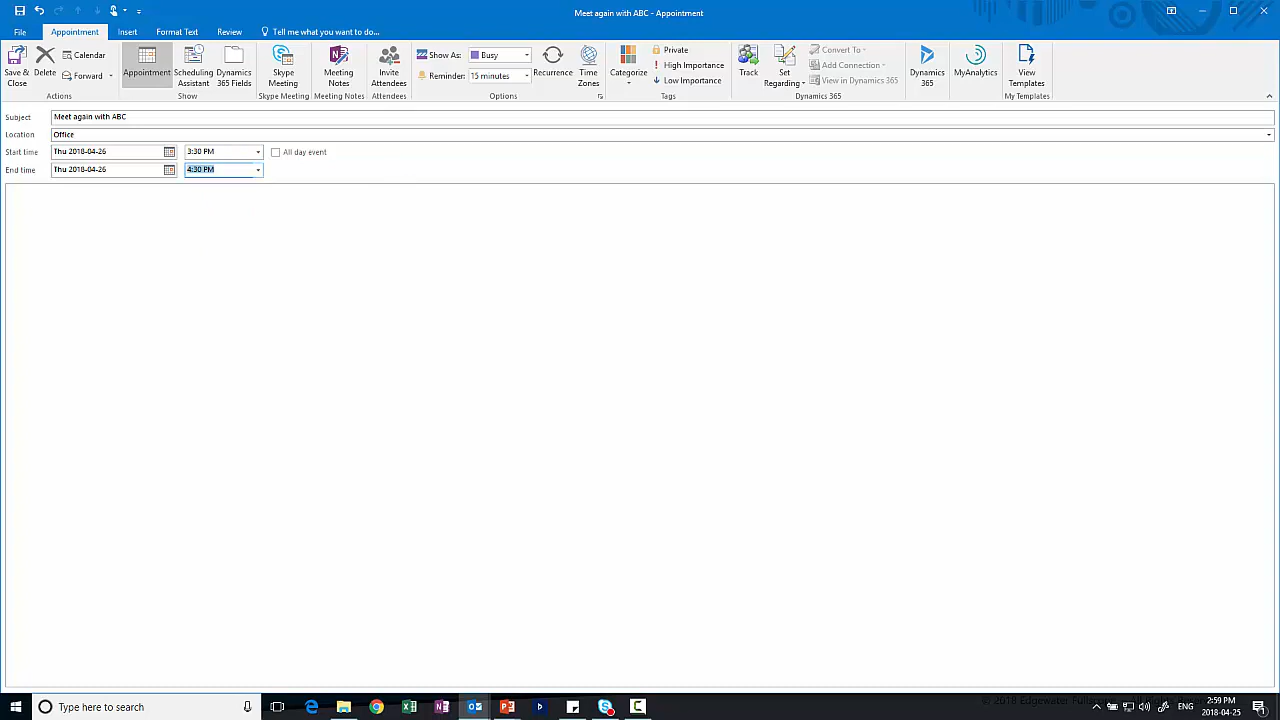 Meet again with ABC - Appointment
File Appointment Insert Format Text Review Tell me what you want to do...
Save & Close
Delete
Calendar
Forward
Actions
Appointment
Scheduling Assistant
Dynamics 365 Fields
Show
Skype Meeting
Skype Meeting
Meeting Notes
Meeting Notes
Invite Attendees
Attendees
Show As: Busy
Reminder: 15 minutes
Recurrence
Time Zones
Options
Categorize
Private
High Importance
Low Importance
Tags
Track
Set Regarding
Convert To
Add Connection
View in Dynamics 365
Dynamics 365
Dynamics 365
MyAnalytics
View Templates
My Templates
Subject Meet again with ABC
Location Office
Start time Thu 2018-04-26 3:30 PM All day event
End time Thu 2018-04-26 4:30 PM
Type here to search
© 2018 Edgewater Fullscope
ENG
2:59 PM
2018-04-25